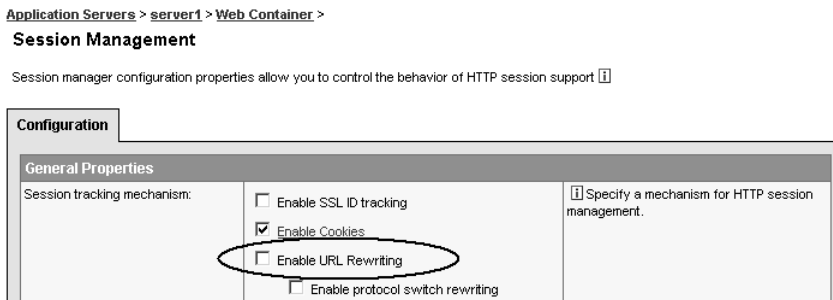 Application Servers > server1 > Web Container >
Session Management
Session manager configuration properties allow you to control the behavior of HTTP session support i
Configuration
General Properties
Session tracking mechanism:
Enable SSL ID tracking
Enable Cookies
Enable URL Rewriting
Enable protocol switch rewriting
i Specify a mechanism for HTTP session
management.